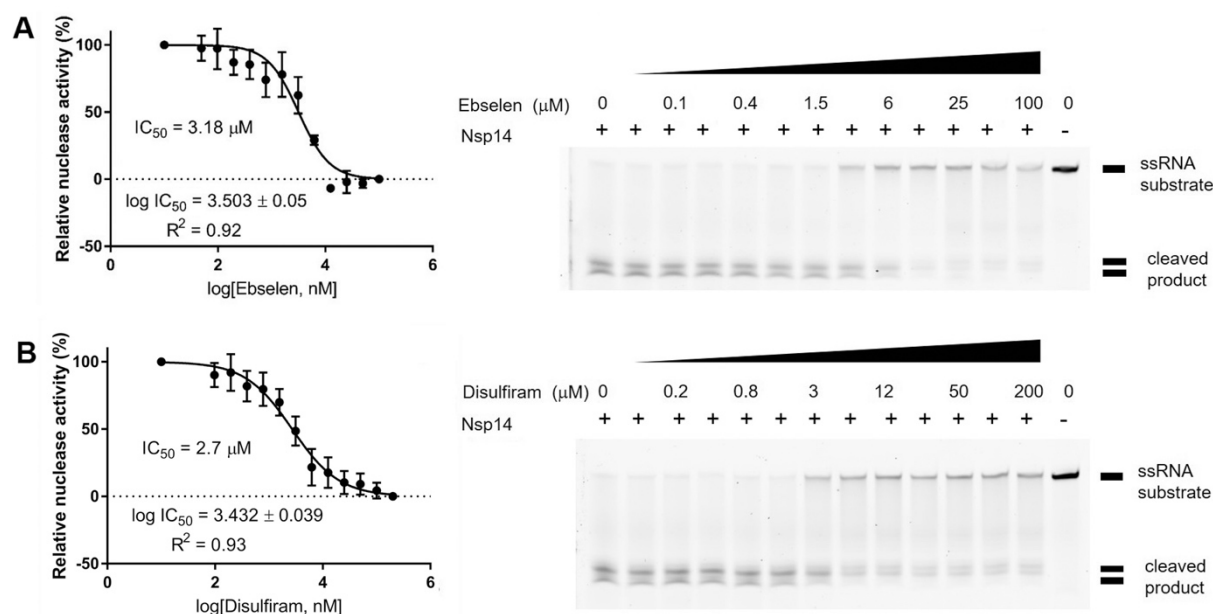 A
Relative nuclease activity (%)
100
50
0
-50
IC50 = 3.18 μM
log IC50 = 3.503 ± 0.05
R2 = 0.92
0 2 4 6
log[Ebselen, nM]
Ebselen (μM) 0 0.1 0.4 1.5 6 25 100 0
Nsp14 + + + + + + + + + + + + + -
ssRNA
substrate
cleaved
product
B
Relative nuclease activity (%)
100
50
0
-50
IC50 = 2.7 μM
log IC50 = 3.432 ± 0.039
R2 = 0.93
0 2 4 6
log[Disulfiram, nM]
Disulfiram (μM) 0 0.2 0.8 3 12 50 200 0
Nsp14 + + + + + + + + + + + + + -
ssRNA
substrate
cleaved
product